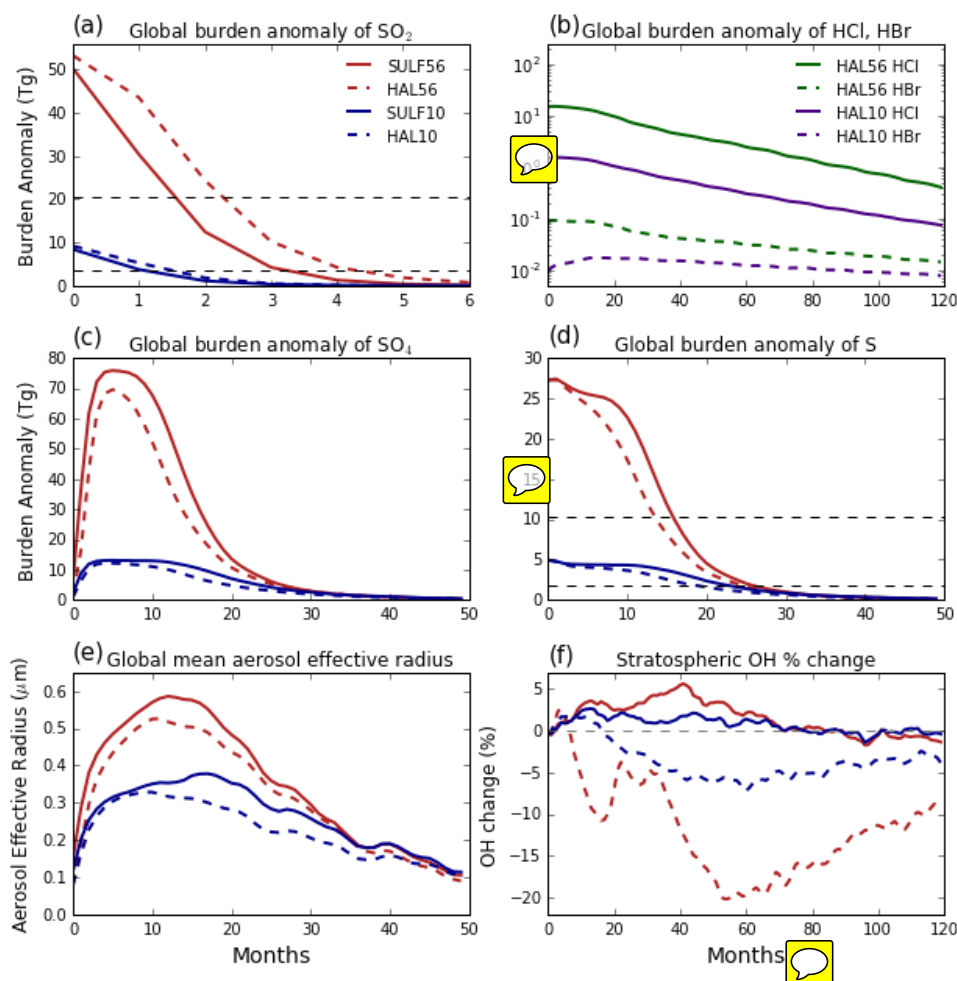 (a) Global burden anomaly of SO₂
Burden Anomaly (Tg)
50
40
30
20
10
0
0 1 2 3 4 5 6
SULF56
HAL56
SULF10
HAL10
(b) Global burden anomaly of HCl, HBr
10²
10¹
10⁻¹
10⁻²
0 20 40 60 80 100 120
HAL56 HCl
HAL56 HBr
HAL10 HCl
HAL10 HBr
(c) Global burden anomaly of SO₄
Burden Anomaly (Tg)
80
70
60
50
40
30
20
10
0
0 10 20 30 40 50
(d) Global burden anomaly of S
30
25
20
15
10
5
0
0 10 20 30 40 50
(e) Global mean aerosol effective radius
Aerosol Effective Radius (μm)
0.6
0.5
0.4
0.3
0.2
0.1
0.0
0 10 20 30 40 50
Months
(f) Stratospheric OH % change
OH change (%)
5
0
−5
−10
−15
−20
0 20 40 60 80 100 120
Months